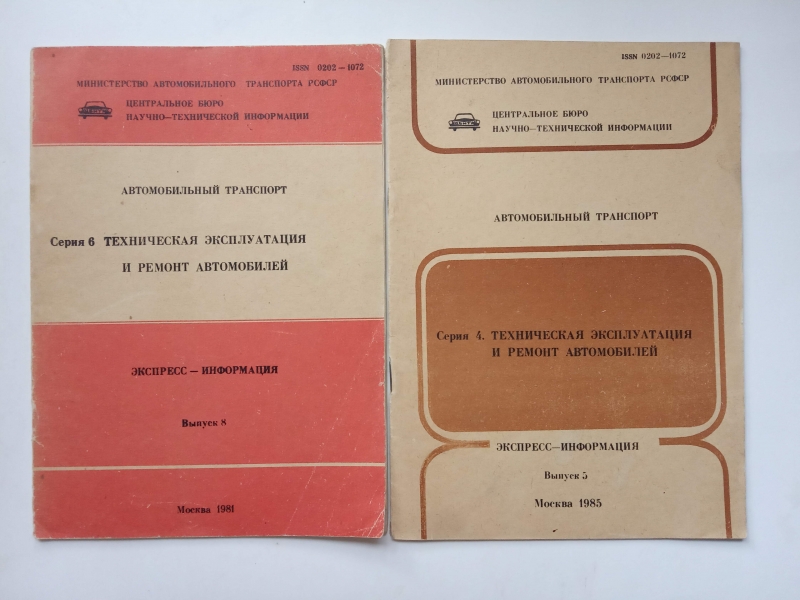 ISSN 0202—1072
МИНИСТЕРСТВО АВТОМОБИЛЬНОГО ТРАНСПОРТА РСФСР
ЦЕНТРАЛЬНОЕ БЮРО
НАУЧНО—ТЕХНИЧЕСКОЙ ИНФОРМАЦИИ
АВТОМОБИЛЬНЫЙ ТРАНСПОРТ
Серия 6 ТЕХНИЧЕСКАЯ ЭКСПЛУАТАЦИЯ
И РЕМОНТ АВТОМОБИЛЕЙ
ЭКСПРЕСС — ИНФОРМАЦИЯ
Выпуск 8
Москва 1981
ISSN 0202—1072
МИНИСТЕРСТВО АВТОМОБИЛЬНОГО ТРАНСПОРТА РСФСР
ЦЕНТРАЛЬНОЕ БЮРО
НАУЧНО—ТЕХНИЧЕСКОЙ ИНФОРМАЦИИ
АВТОМОБИЛЬНЫЙ ТРАНСПОРТ
Серия 4. ТЕХНИЧЕСКАЯ ЭКСПЛУАТАЦИЯ
И РЕМОНТ АВТОМОБИЛЕЙ
ЭКСПРЕСС—ИНФОРМАЦИЯ
Выпуск 5
Москва 1985